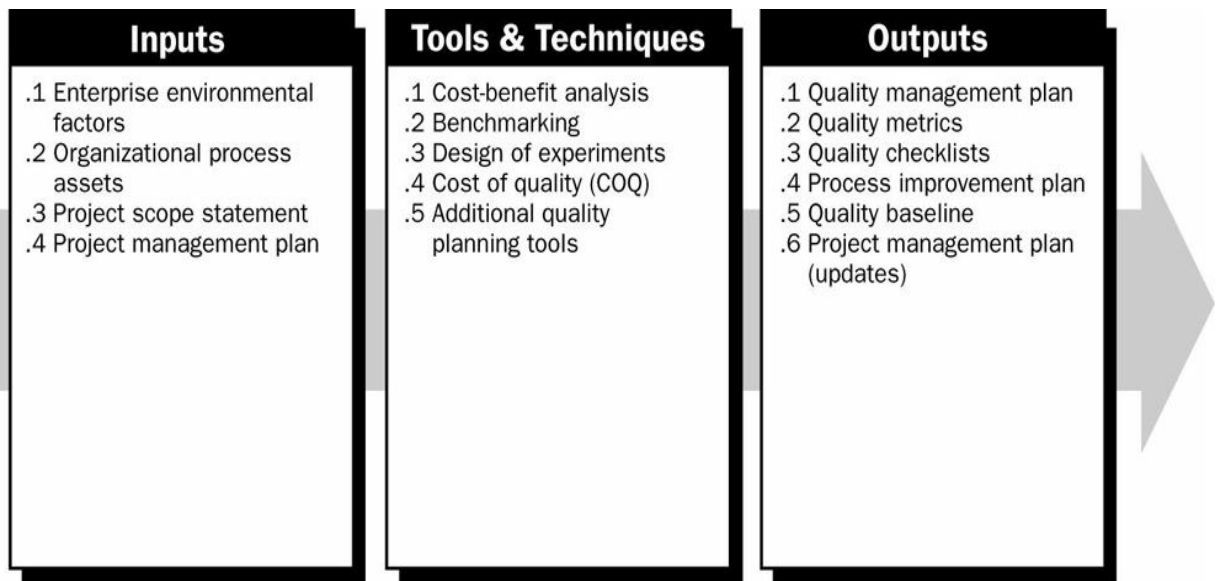 Inputs
.1 Enterprise environmental
factors
.2 Organizational process
assets
.3 Project scope statement
.4 Project management plan
Tools & Techniques
.1 Cost-benefit analysis
.2 Benchmarking
.3 Design of experiments
.4 Cost of quality (COQ)
.5 Additional quality
planning tools
Outputs
.1 Quality management plan
.2 Quality metrics
.3 Quality checklists
.4 Process improvement plan
.5 Quality baseline
.6 Project management plan
(updates)